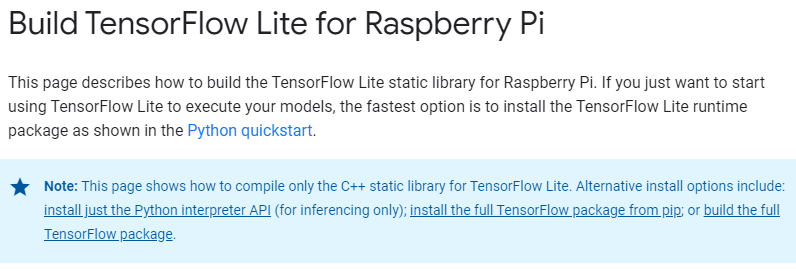 Build TensorFlow Lite for Raspberry Pi
This page describes how to build the TensorFlow Lite static library for Raspberry Pi. If you just want to start
using TensorFlow Lite to execute your models, the fastest option is to install the TensorFlow Lite runtime
package as shown in the Python quickstart.
Note: This page shows how to compile only the C++ static library for TensorFlow Lite. Alternative install options include:
install just the Python interpreter API (for inferencing only); install the full TensorFlow package from pip; or build the full
TensorFlow package.